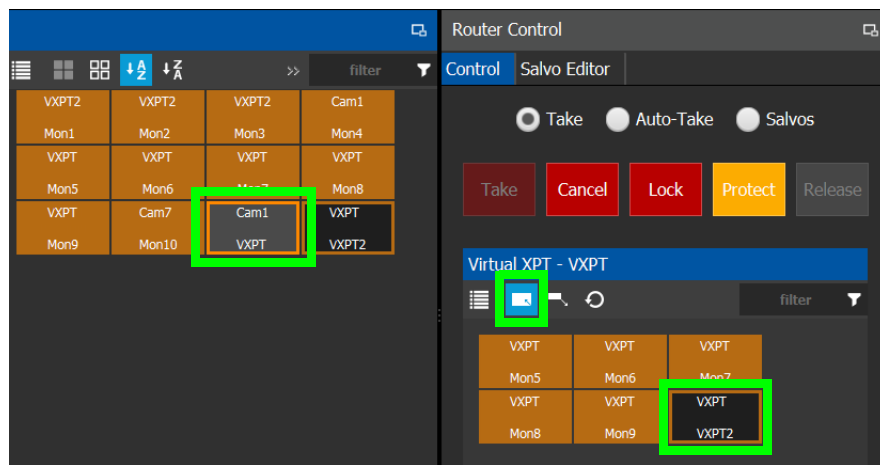 Router Control
Control Salvo Editor
filter
VXPT2 VXPT2 VXPT2 Cam1
Mon1 Mon2 Mon3 Mon4
VXPT VXPT VXPT VXPT
Mon5 Mon6 Mon7 Mon8
VXPT Cam7 Cam1 VXPT
Mon9 Mon10 VXPT VXPT2
Take Auto-Take Salvos
Take Cancel Lock Protect Release
Virtual XPT - VXPT
filter
VXPT VXPT VXPT
Mon5 Mon6 Mon7
VXPT VXPT VXPT
Mon8 Mon9 VXPT2